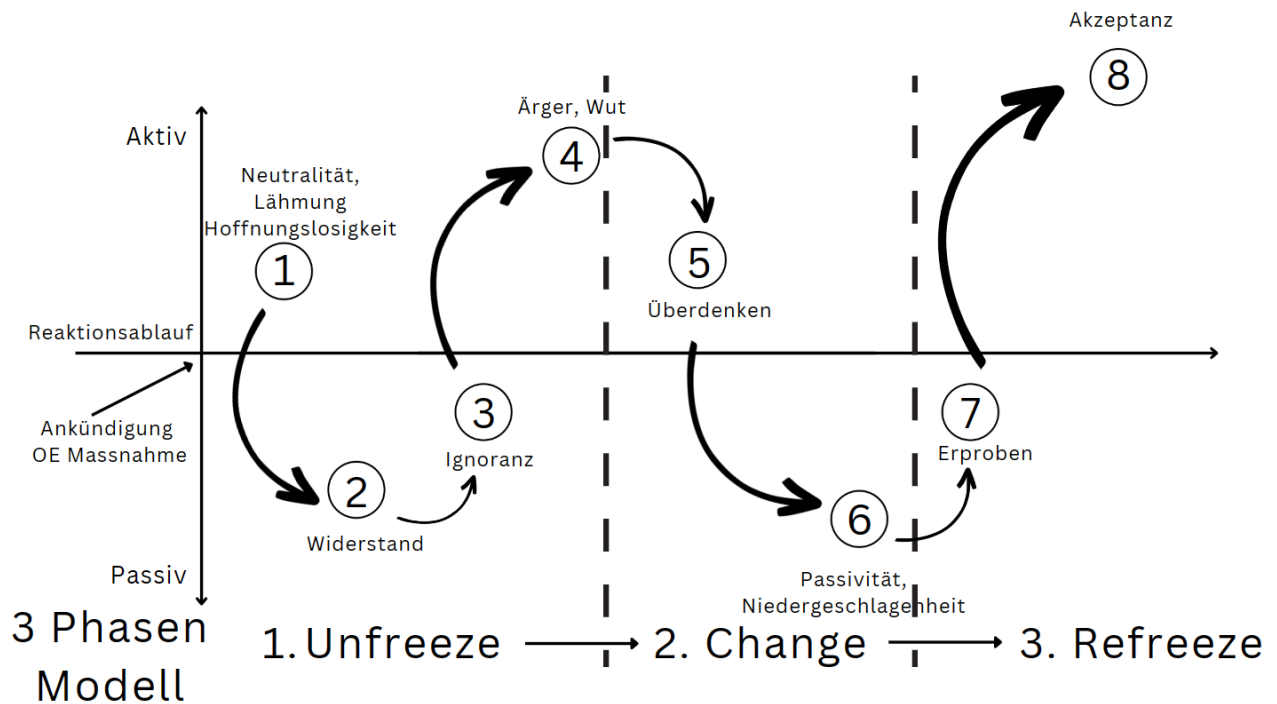 Akzeptanz
8
Ärger, Wut
4
Aktiv
Neutralität,
Lähmung
Hoffnungslosigkeit
1
5
Überdenken
Reaktionsablauf
Ankündigung
OE Massnahme
3
Ignoranz
7
Erproben
2
Widerstand
6
Passiv
Passivität,
Niedergeschlagenheit
3 Phasen
Modell
1. Unfreeze
2. Change
3. Refreeze